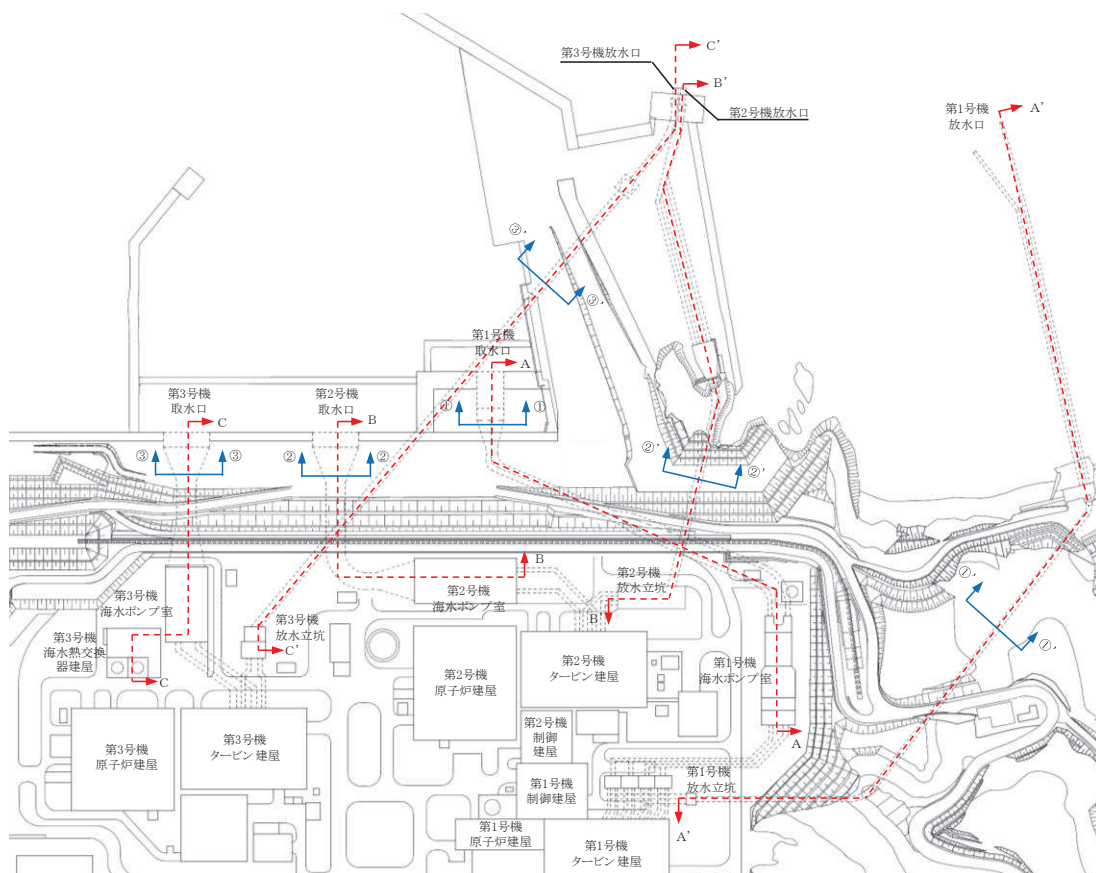 C'
第3号機放水口
B'
第2号機放水口
第1号機
放水口
A'
③'
③'
第1号機
取水口
A
第3号機
取水口
C
第2号機
取水口
B
①
①
③
③
②
②
②'
②'
B
第2号機
海水ポンプ室
第2号機
放水立坑
B'
第3号機
海水ポンプ室
第3号機
放水立坑
C'
第3号機
海水熱交換
器建屋
C
①'
①'
第2号機
原子炉建屋
第2号機
タービン建屋
第1号機
海水ポンプ室
A
第3号機
原子炉建屋
第3号機
タービン建屋
第2号機
制御
建屋
第1号機
制御建屋
第1号機
放水立坑
A'
第1号機
原子炉建屋
第1号機
タービン建屋